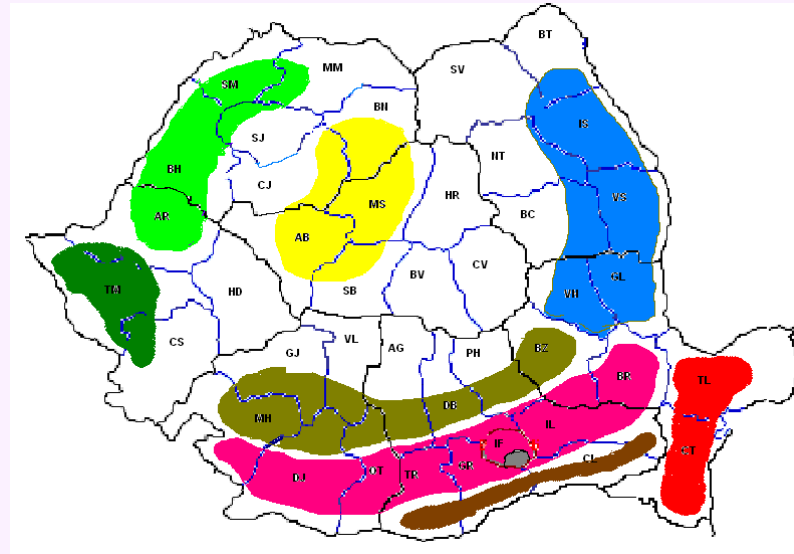 BT
MM
SV
SM
BN
IS
SJ
NT
BH
CJ
HR
VS
MS
AR
BC
AB
CV
BV
GL
TM
HD
SB
VN
CS
VL
AG
PH
BZ
GJ
TL
BR
DB
MH
IL
IF
CT
CL
GR
OT
TR
DJ